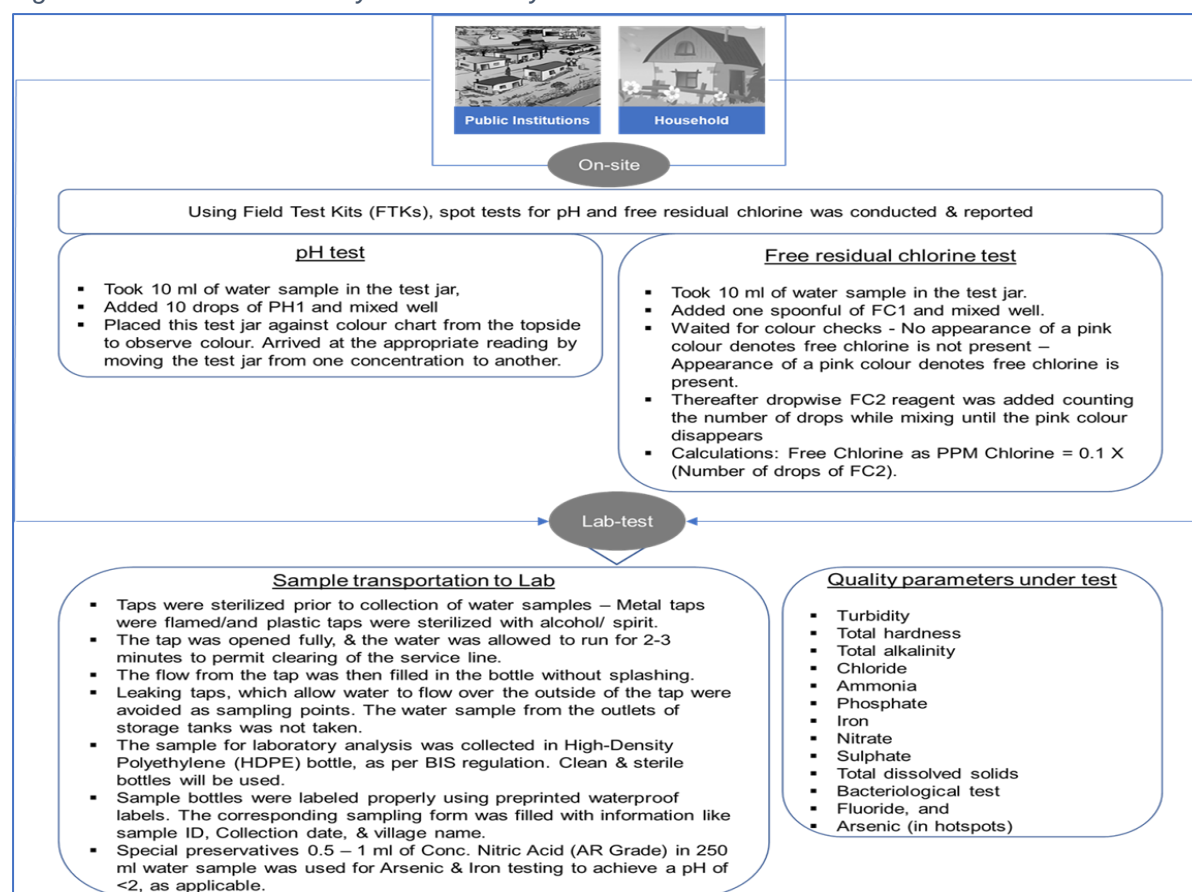 Public Institutions
Household
On-site
Using Field Test Kits (FTKs), spot tests for pH and free residual chlorine was conducted & reported
pH test
▪ Took 10 ml of water sample in the test jar,
▪ Added 10 drops of PH1 and mixed well
▪ Placed this test jar against colour chart from the topside
to observe colour. Arrived at the appropriate reading by
moving the test jar from one concentration to another.
Free residual chlorine test
▪ Took 10 ml of water sample in the test jar.
▪ Added one spoonful of FC1 and mixed well.
▪ Waited for colour checks - No appearance of a pink
colour denotes free chlorine is not present –
Appearance of a pink colour denotes free chlorine is
present.
▪ Thereafter dropwise FC2 reagent was added counting
the number of drops while mixing until the pink colour
disappears
▪ Calculations: Free Chlorine as PPM Chlorine = 0.1 X
(Number of drops of FC2).
Lab-test
Sample transportation to Lab
▪ Taps were sterilized prior to collection of water samples – Metal taps
were flamed/and plastic taps were sterilized with alcohol/ spirit.
▪ The tap was opened fully, & the water was allowed to run for 2-3
minutes to permit clearing of the service line.
▪ The flow from the tap was then filled in the bottle without splashing.
▪ Leaking taps, which allow water to flow over the outside of the tap were
avoided as sampling points. The water sample from the outlets of
storage tanks was not taken.
▪ The sample for laboratory analysis was collected in High-Density
Polyethylene (HDPE) bottle, as per BIS regulation. Clean & sterile
bottles will be used.
▪ Sample bottles were labeled properly using preprinted waterproof
labels. The corresponding sampling form was filled with information like
sample ID, Collection date, & village name.
▪ Special preservatives 0.5 – 1 ml of Conc. Nitric Acid (AR Grade) in 250
ml water sample was used for Arsenic & Iron testing to achieve a pH of
<2, as applicable.
Quality parameters under test
▪ Turbidity
▪ Total hardness
▪ Total alkalinity
▪ Chloride
▪ Ammonia
▪ Phosphate
▪ Iron
▪ Nitrate
▪ Sulphate
▪ Total dissolved solids
▪ Bacteriological test
▪ Fluoride, and
▪ Arsenic (in hotspots)